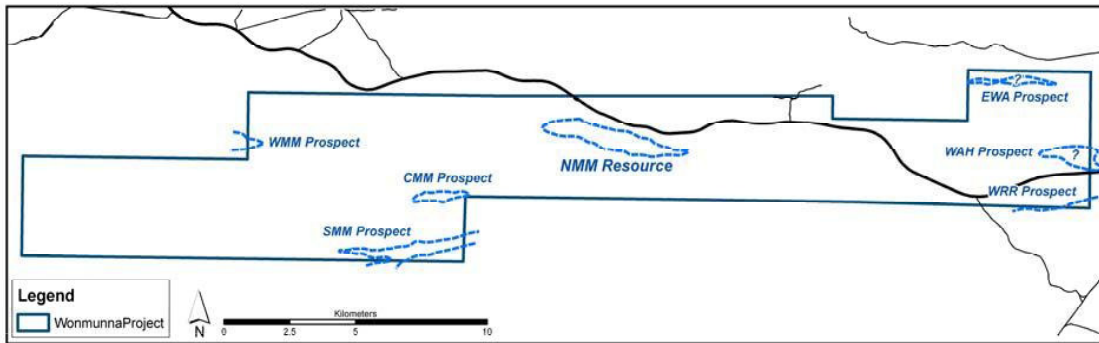 ?
EWA Prospect
WMM Prospect
WAH Prospect
?
NMM Resource
CMM Prospect
WRR Prospect
SMM Prospect
Legend
WonmunnaProject
N
Kilometers
0 2.5 5 10